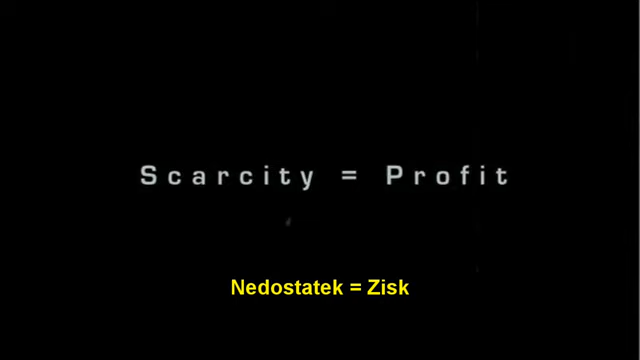 Scarcity = Profit
Nedostatek = Zisk